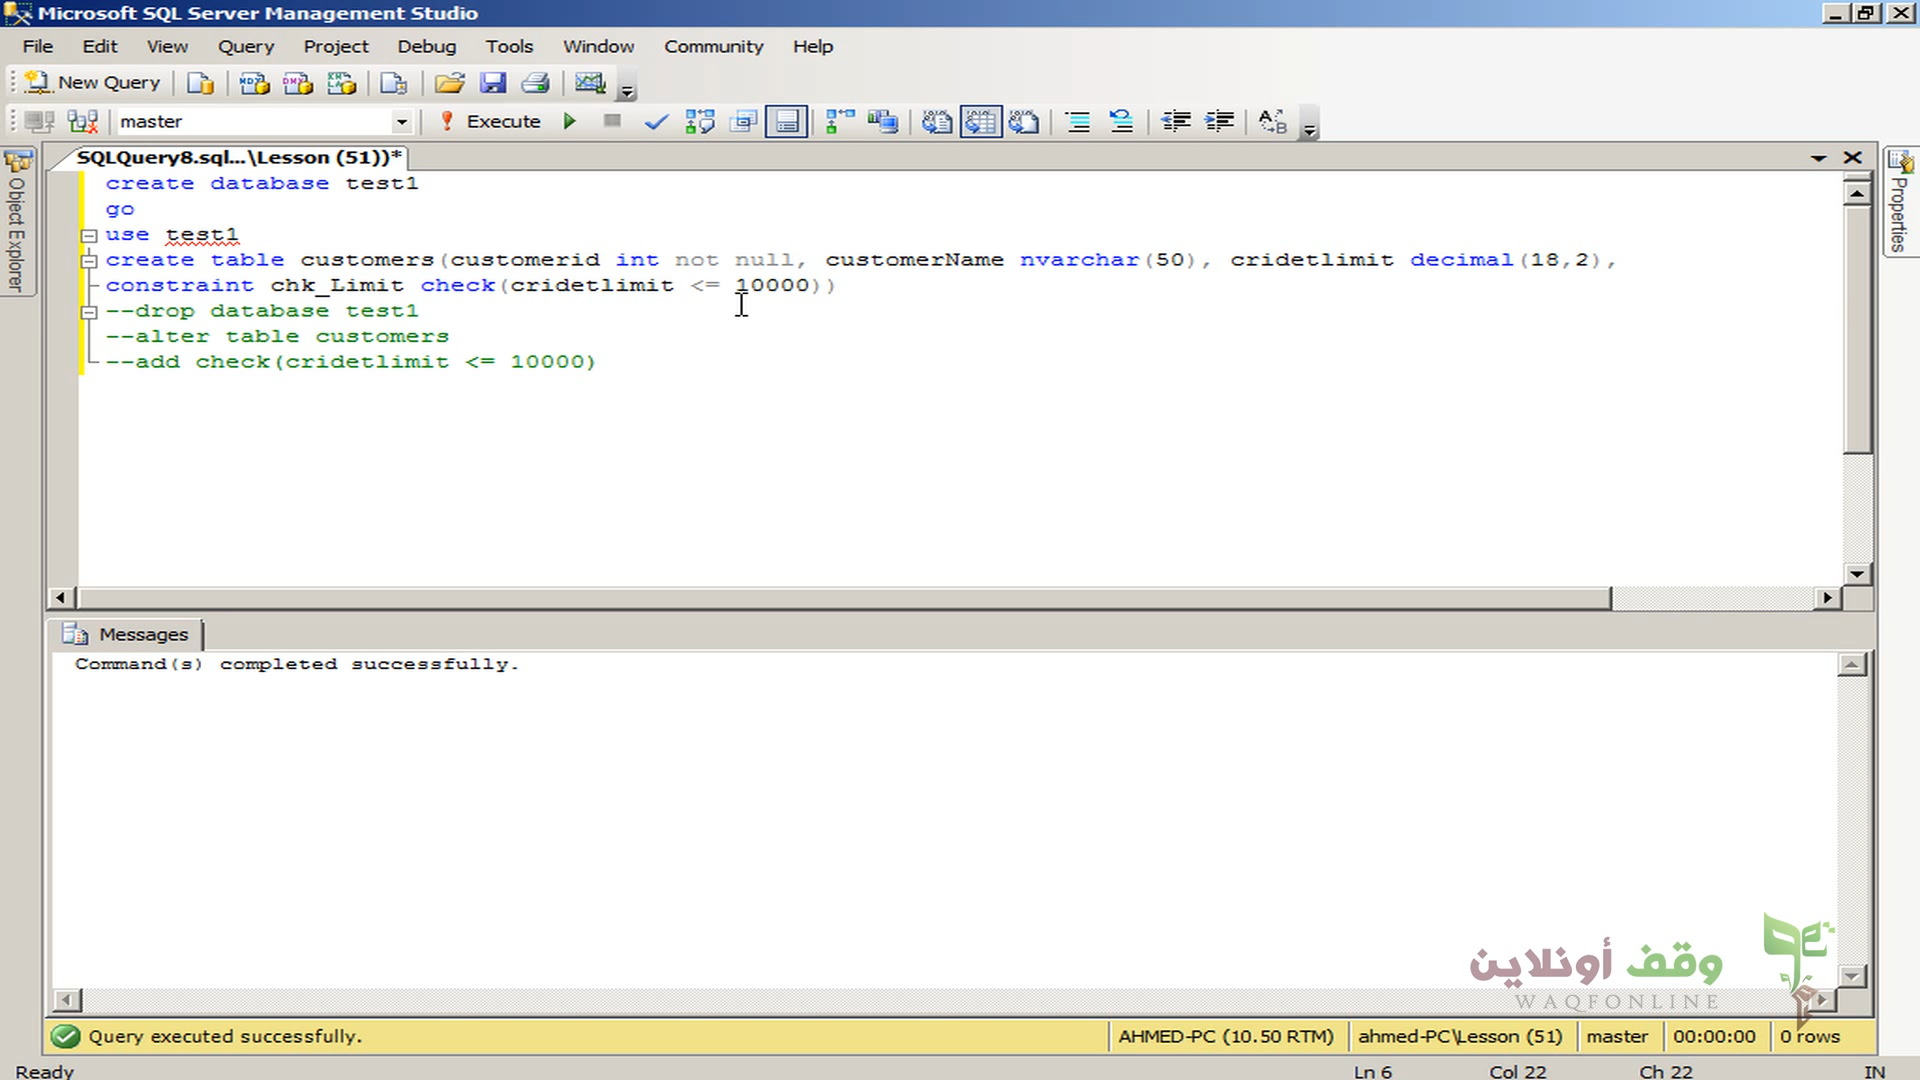 Microsoft SQL Server Management Studio
File Edit View Query Project Debug Tools Window Community Help
New Query
master Execute
SQLQuery8.sql...\Lesson (51))*
Object Explorer
Properties
create database test1
go
use test1
create table customers(customerid int not null, customerName nvarchar(50), cridetlimit decimal(18,2),
constraint chk_Limit check(cridetlimit <= 10000))
--drop database test1
--alter table customers
--add check(cridetlimit <= 10000)
Messages
Command(s) completed successfully.
وقف أونلاين
WAQFONLINE
Query executed successfully. AHMED-PC (10.50 RTM) ahmed-PC\Lesson (51) master 00:00:00 0 rows
Ready Ln 6 Col 22 Ch 22 IN